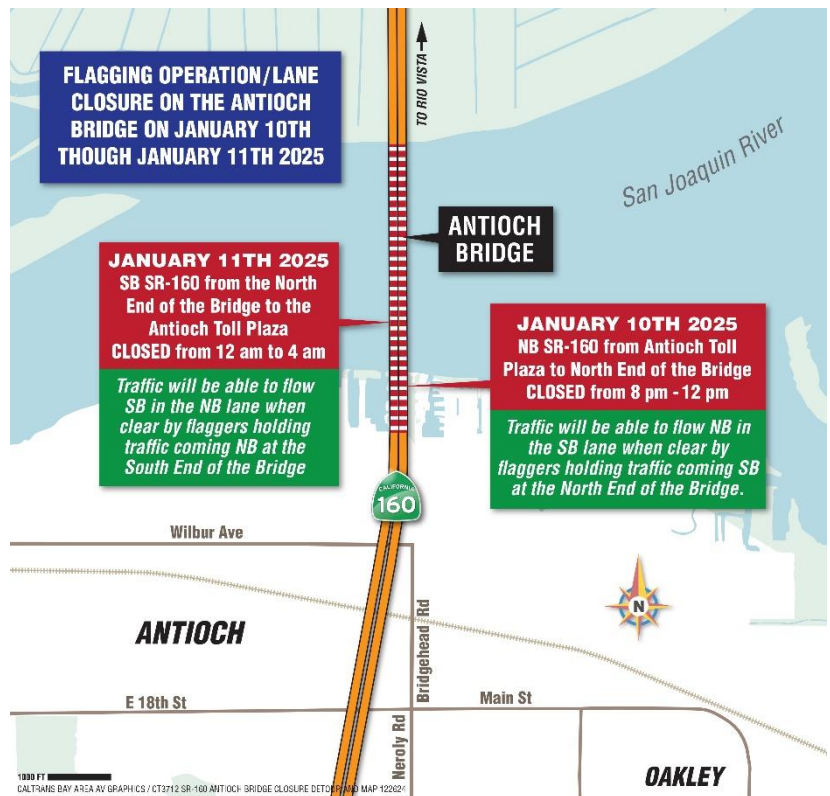 FLAGGING OPERATION/LANE
CLOSURE ON THE ANTIOCH
BRIDGE ON JANUARY 10TH
THOUGH JANUARY 11TH 2025
TO RIO VISTA
San Joaquin River
ANTIOCH
BRIDGE
JANUARY 11TH 2025
SB SR-160 from the North
End of the Bridge to the
Antioch Toll Plaza
CLOSED from 12 am to 4 am
Traffic will be able to flow
SB in the NB lane when
clear by flaggers holding
traffic coming NB at the
South End of the Bridge
JANUARY 10TH 2025
NB SR-160 from Antioch Toll
Plaza to North End of the Bridge
CLOSED from 8 pm - 12 pm
Traffic will be able to flow NB in
the SB lane when clear by
flaggers holding traffic coming SB
at the North End of the Bridge.
CALIFORNIA
160
Wilbur Ave
N
ANTIOCH
Bridgehead Rd
E 18th St
Main St
Neroly Rd
OAKLEY
1000 FT
CALTRANS BAY AREA AV GRAPHICS / CT3712 SR-160 ANTIOCH BRIDGE CLOSURE DETOUR AND MAP 122624